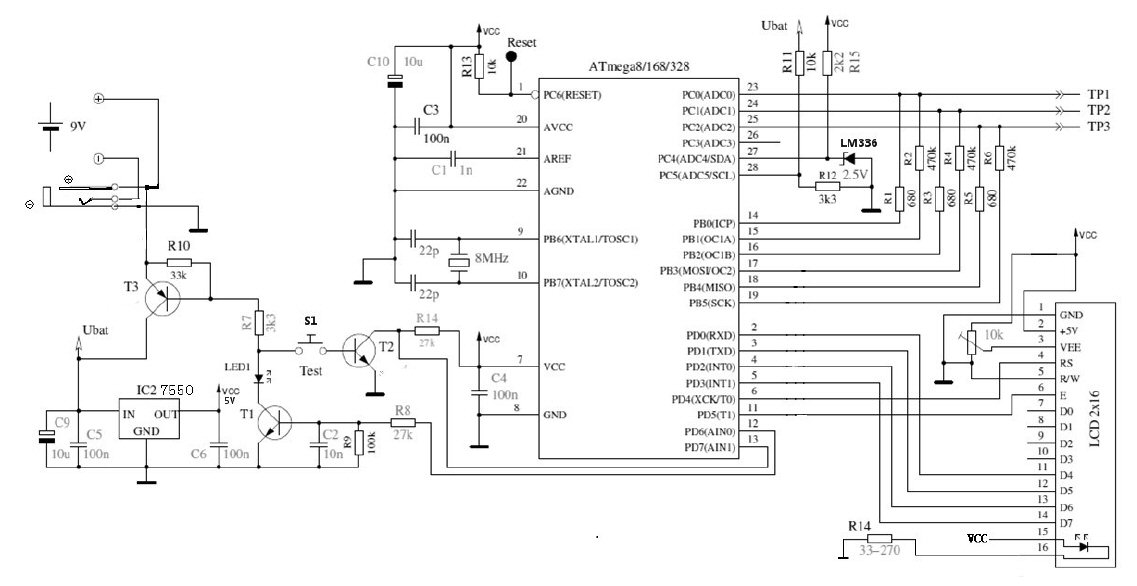 Ubat
VCC
VCC
Reset
C10
10u
R13
10k
R11
10k
2k2
R15
ATmega8/168/328
9V
1
PC6(RESET)
20
AVCC
21
AREF
22
AGND
9
PB6(XTAL1/TOSC1)
10
PB7(XTAL2/TOSC2)
7
VCC
8
GND
C3
100n
C1
1n
22p
8MHz
22p
PC0(ADC0)
23
TP1
PC1(ADC1)
24
TP2
PC2(ADC2)
25
TP3
PC3(ADC3)
26
PC4(ADC4/SDA)
27
PC5(ADC5/SCL)
28
LM336
2.5V
R12
3k3
R2
470k
R4
470k
R6
470k
R1
680
R3
680
R5
680
PB0(ICP)
14
PB1(OC1A)
15
PB2(OC1B)
16
PB3(MOSI/OC2)
17
PB4(MISO)
18
PB5(SCK)
19
PD0(RXD)
2
PD1(TXD)
3
PD2(INT0)
4
PD3(INT1)
5
PD4(XCK/T0)
6
PD5(T1)
11
PD6(AIN0)
12
PD7(AIN1)
13
R10
33k
T3
R7
3k3
S1
Test
T2
R14
27k
VCC
C4
100n
Ubat
LED1
IC2 7550
VCC
5V
IN
OUT
GND
T1
R8
27k
C9
10u
C5
100n
C6
100n
C2
10n
R9
100k
VCC
10k
1
GND
2
+5V
3
VEE
4
RS
5
R/W
6
E
7
D0
8
D1
9
D2
10
D3
11
D4
12
D5
13
D6
14
D7
15
16
LCD 2x16
R14
33-270
VCC